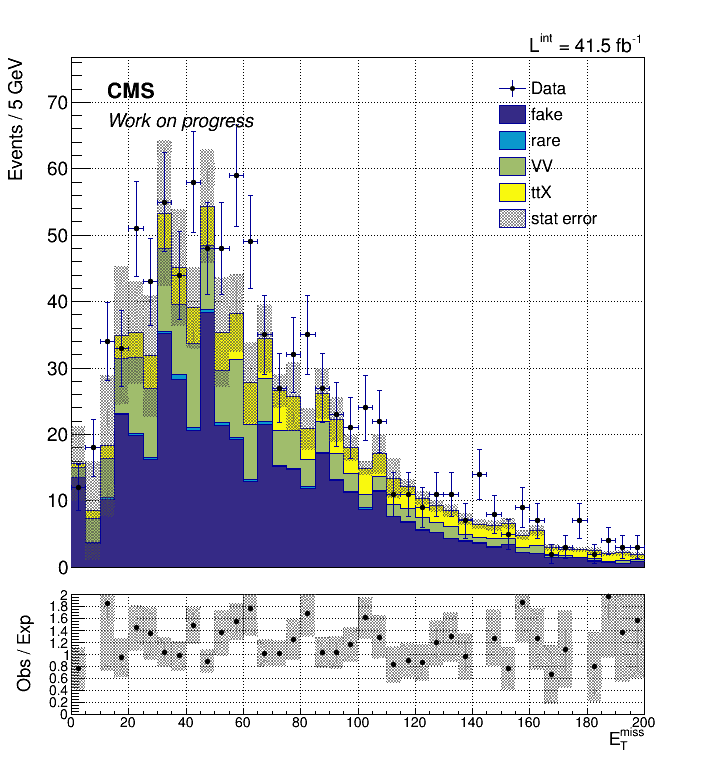 L^int = 41.5 fb^-1
Events / 5 GeV
CMS
Work on progress
Data
fake
rare
VV
ttX
stat error
70
60
50
40
30
20
10
0
Obs / Exp
2
1.8
1.6
1.4
1.2
1
0.8
0.6
0.4
0.2
0
0 20 40 60 80 100 120 140 160 180 200
E_T^miss